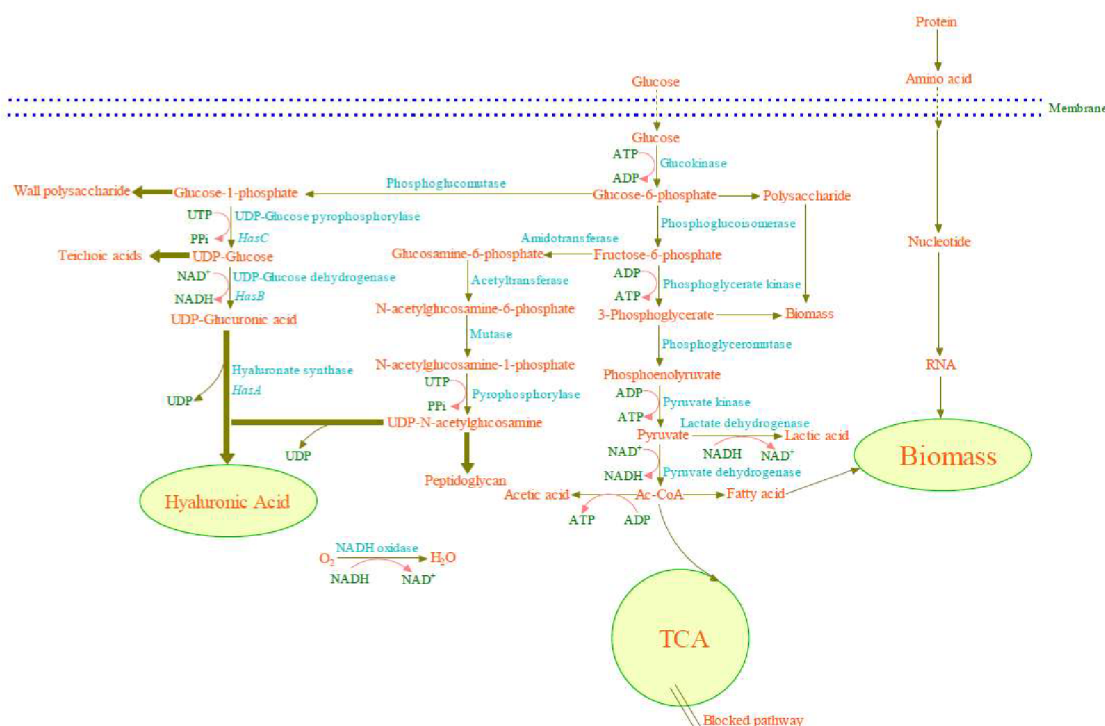 Protein
Glucose
Amino acid
Membrane
Glucose
ATP
Glucokinase
ADP
Wall polysaccharide
Glucose-1-phosphate
Phosphoglucomutase
Glucose-6-phosphate
Polysaccharide
UTP
UDP-Glucose pyrophosphorylase
Phosphoglucoisomerase
PPi
HasC
Amidotransferase
Nucleotide
Teichoic acids
UDP-Glucose
Glucosamine-6-phosphate
Fructose-6-phosphate
NAD⁺
UDP-Glucose dehydrogenase
Acetyltransferase
ADP
Phosphoglycerate kinase
NADH
HasB
ATP
N-acetylglucosamine-6-phosphate
UDP-Glucuronic acid
3-Phosphoglycerate
Biomass
Mutase
Phosphoglyceromutase
N-acetylglucosamine-1-phosphate
RNA
Hyaluronate synthase
Phosphoenolyruvate
UTP
Pyrophosphorylase
ADP
Pyruvate kinase
HasA
UDP
PPi
ATP
Lactate dehydrogenase
UDP-N-acetylglucosamine
Pyruvate
Lactic acid
NAD⁺
NADH
NAD⁺
UDP
Biomass
NADH
Pyruvate dehydrogenase
Peptidoglycan
Hyaluronic Acid
Acetic acid
Ac-CoA
Fatty acid
ATP
ADP
NADH oxidase
O₂
H₂O
NADH
NAD⁺
TCA
Blocked pathway